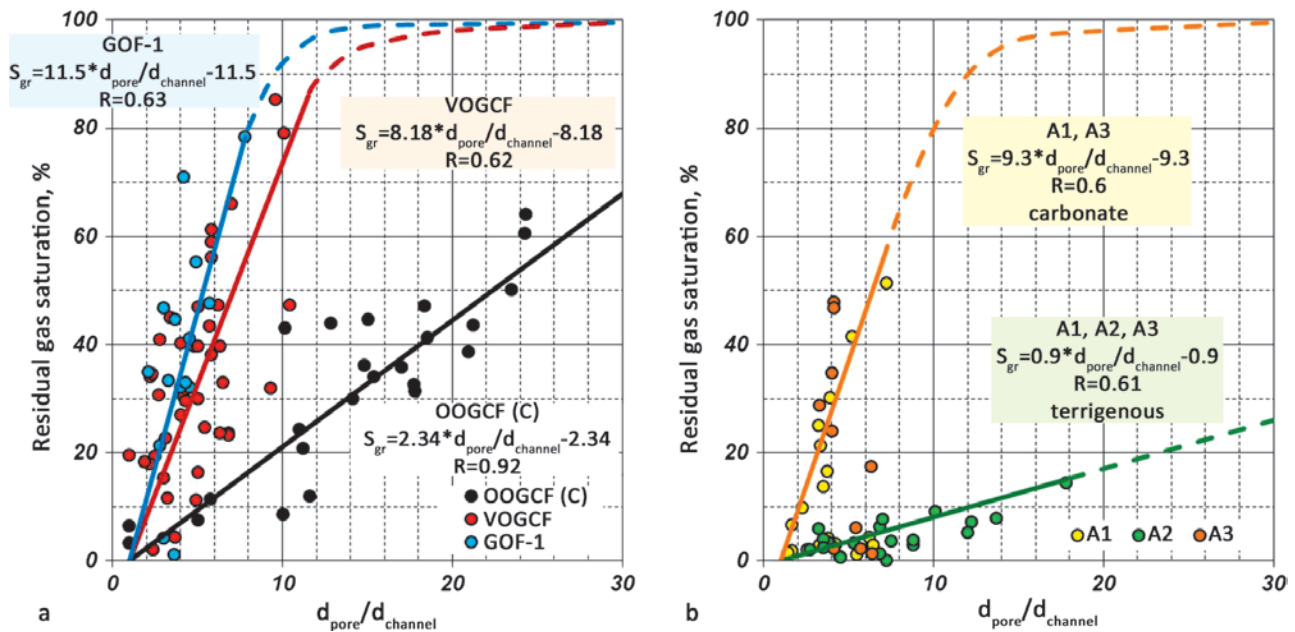 100
GOF-1
Sgr=11.5*dpore/dchannel-11.5
R=0.63
VOGCF
Sgr=8.18*dpore/dchannel-8.18
R=0.62
80
60
40
20
0
Residual gas saturation, %
OOGCF (C)
Sgr=2.34*dpore/dchannel-2.34
R=0.92
OOGCF (C)
VOGCF
GOF-1
0
10
20
30
dpore/dchannel
a
100
80
60
40
20
0
Residual gas saturation, %
A1, A3
Sgr=9.3*dpore/dchannel-9.3
R=0.6
carbonate
A1, A2, A3
Sgr=0.9*dpore/dchannel-0.9
R=0.61
terrigenous
A1 A2 A3
0
10
20
30
dpore/dchannel
b